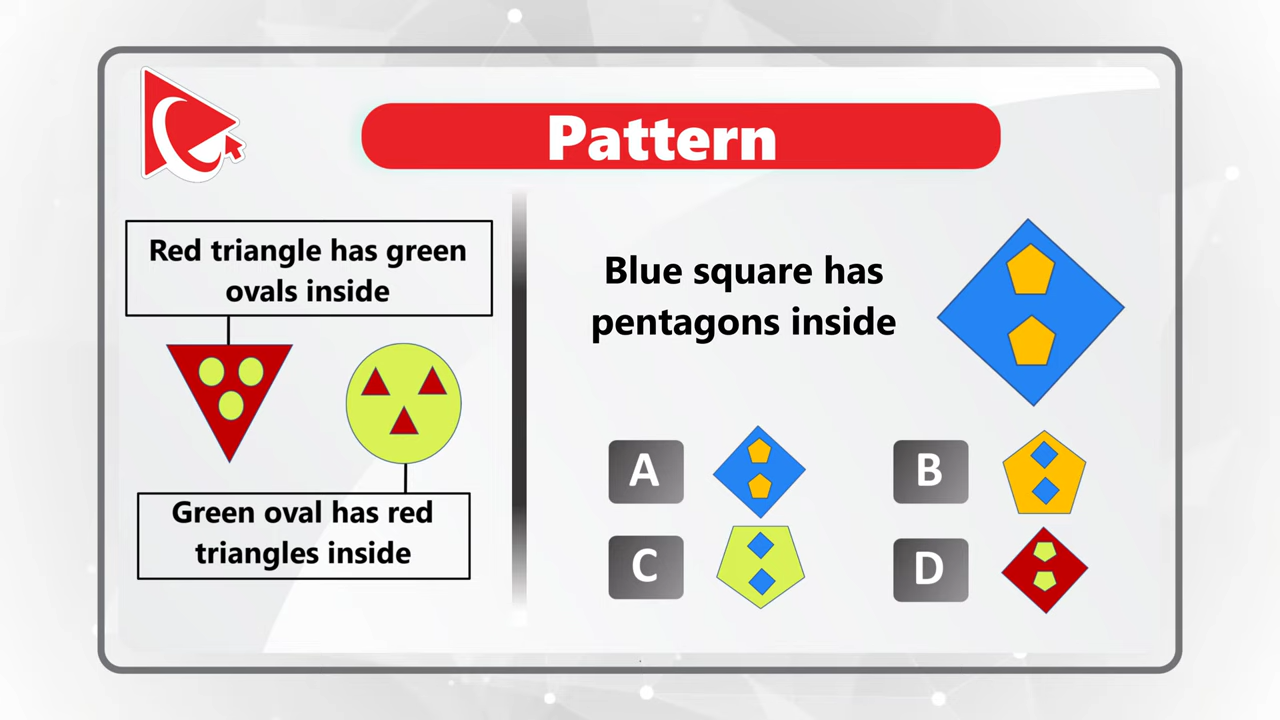 Pattern
Red triangle has green
ovals inside
Green oval has red
triangles inside
Blue square has
pentagons inside
A
B
C
D